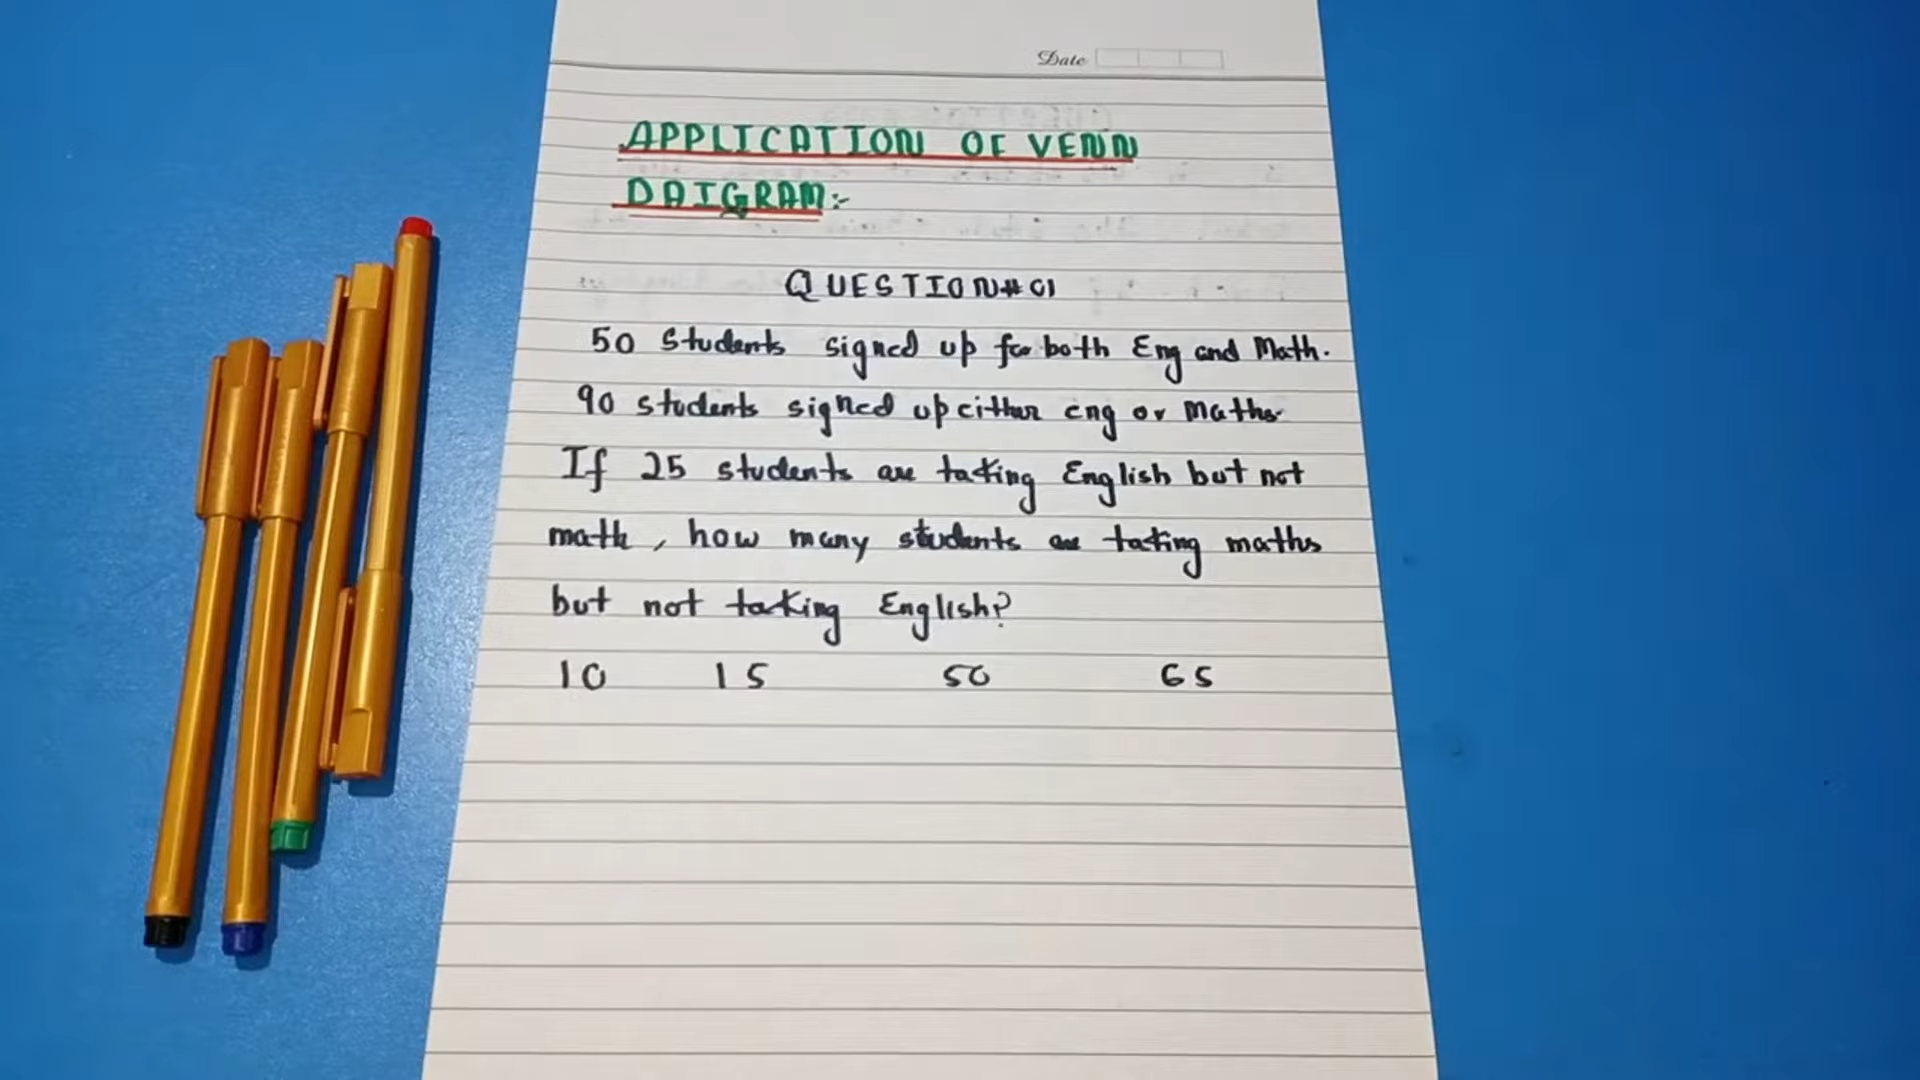 Date
APPLICATION OF VENN
DAIGRAM:-
QUESTION#01
50 Students signed up for both Eng and Math.
90 students signed up either eng or Maths.
If 25 students are taking English but not
math, how many students are taking maths
but not taking English?
10 15 50 65